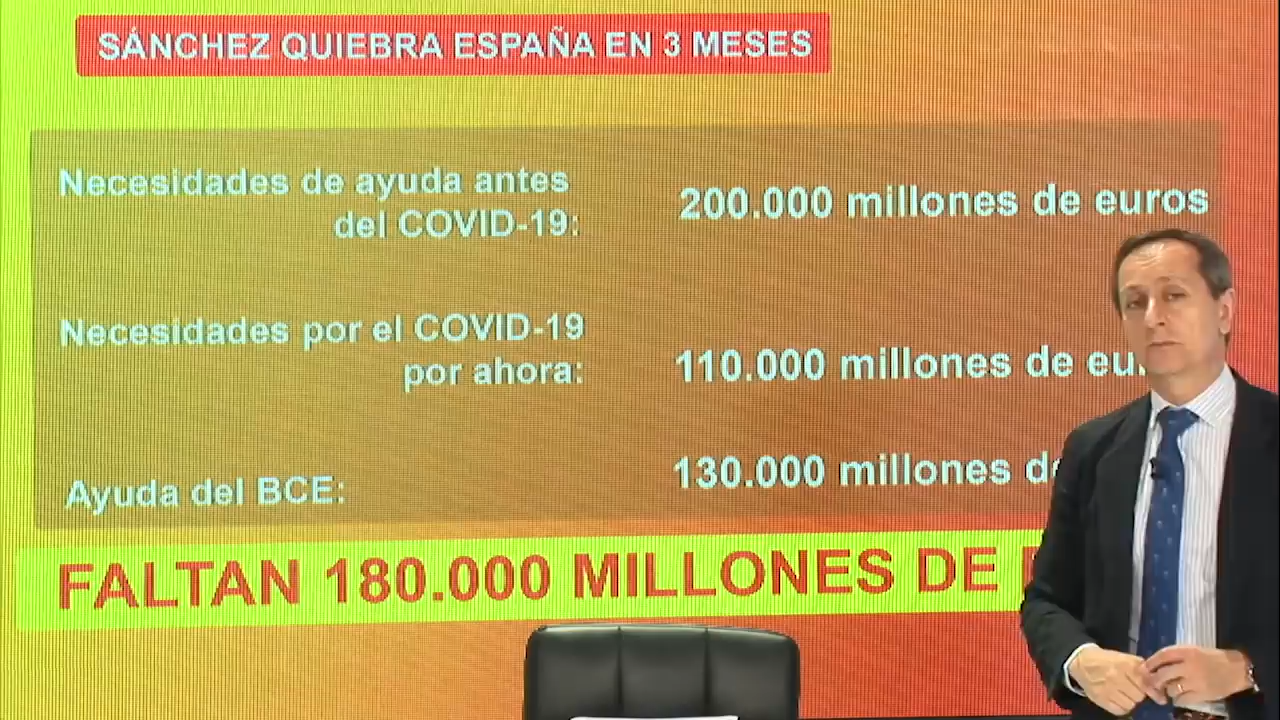 SÁNCHEZ QUIEBRA ESPAÑA EN 3 MESES
Necesidades de ayuda antes
del COVID-19:
200.000 millones de euros
Necesidades por el COVID-19
por ahora:
110.000 millones de
Ayuda del BCE:
130.000 millones
FALTAN 180.000 MILLONES DE